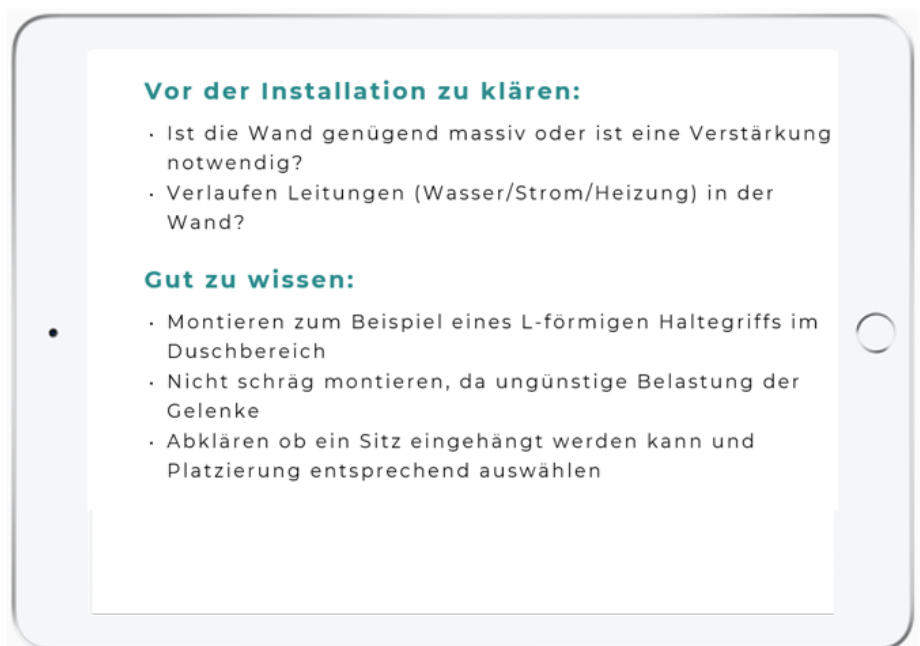 Vor der Installation zu klären:
· Ist die Wand genügend massiv oder ist eine Verstärkung
notwendig?
· Verlaufen Leitungen (Wasser/Strom/Heizung) in der
Wand?
Gut zu wissen:
· Montieren zum Beispiel eines L-förmigen Haltegriffs im
Duschbereich
· Nicht schräg montieren, da ungünstige Belastung der
Gelenke
· Abklären ob ein Sitz eingehängt werden kann und
Platzierung entsprechend auswählen